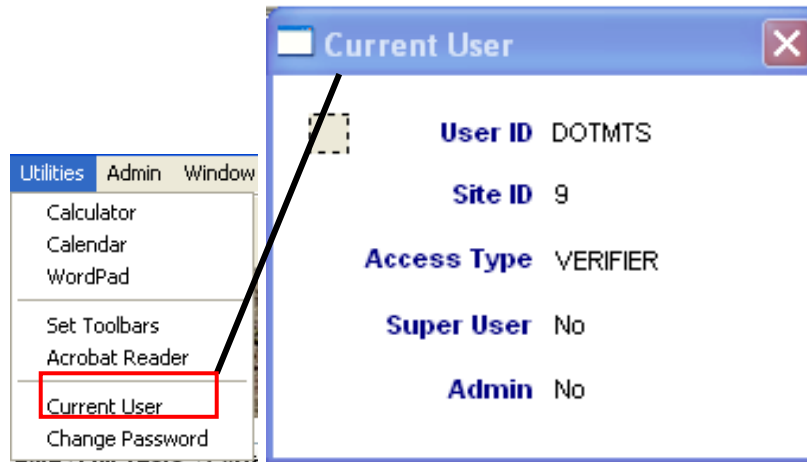 Utilities Admin Window
Calculator
Calendar
WordPad
Set Toolbars
Acrobat Reader
Current User
Change Password
Current User
User ID DOTMTS
Site ID 9
Access Type VERIFIER
Super User No
Admin No